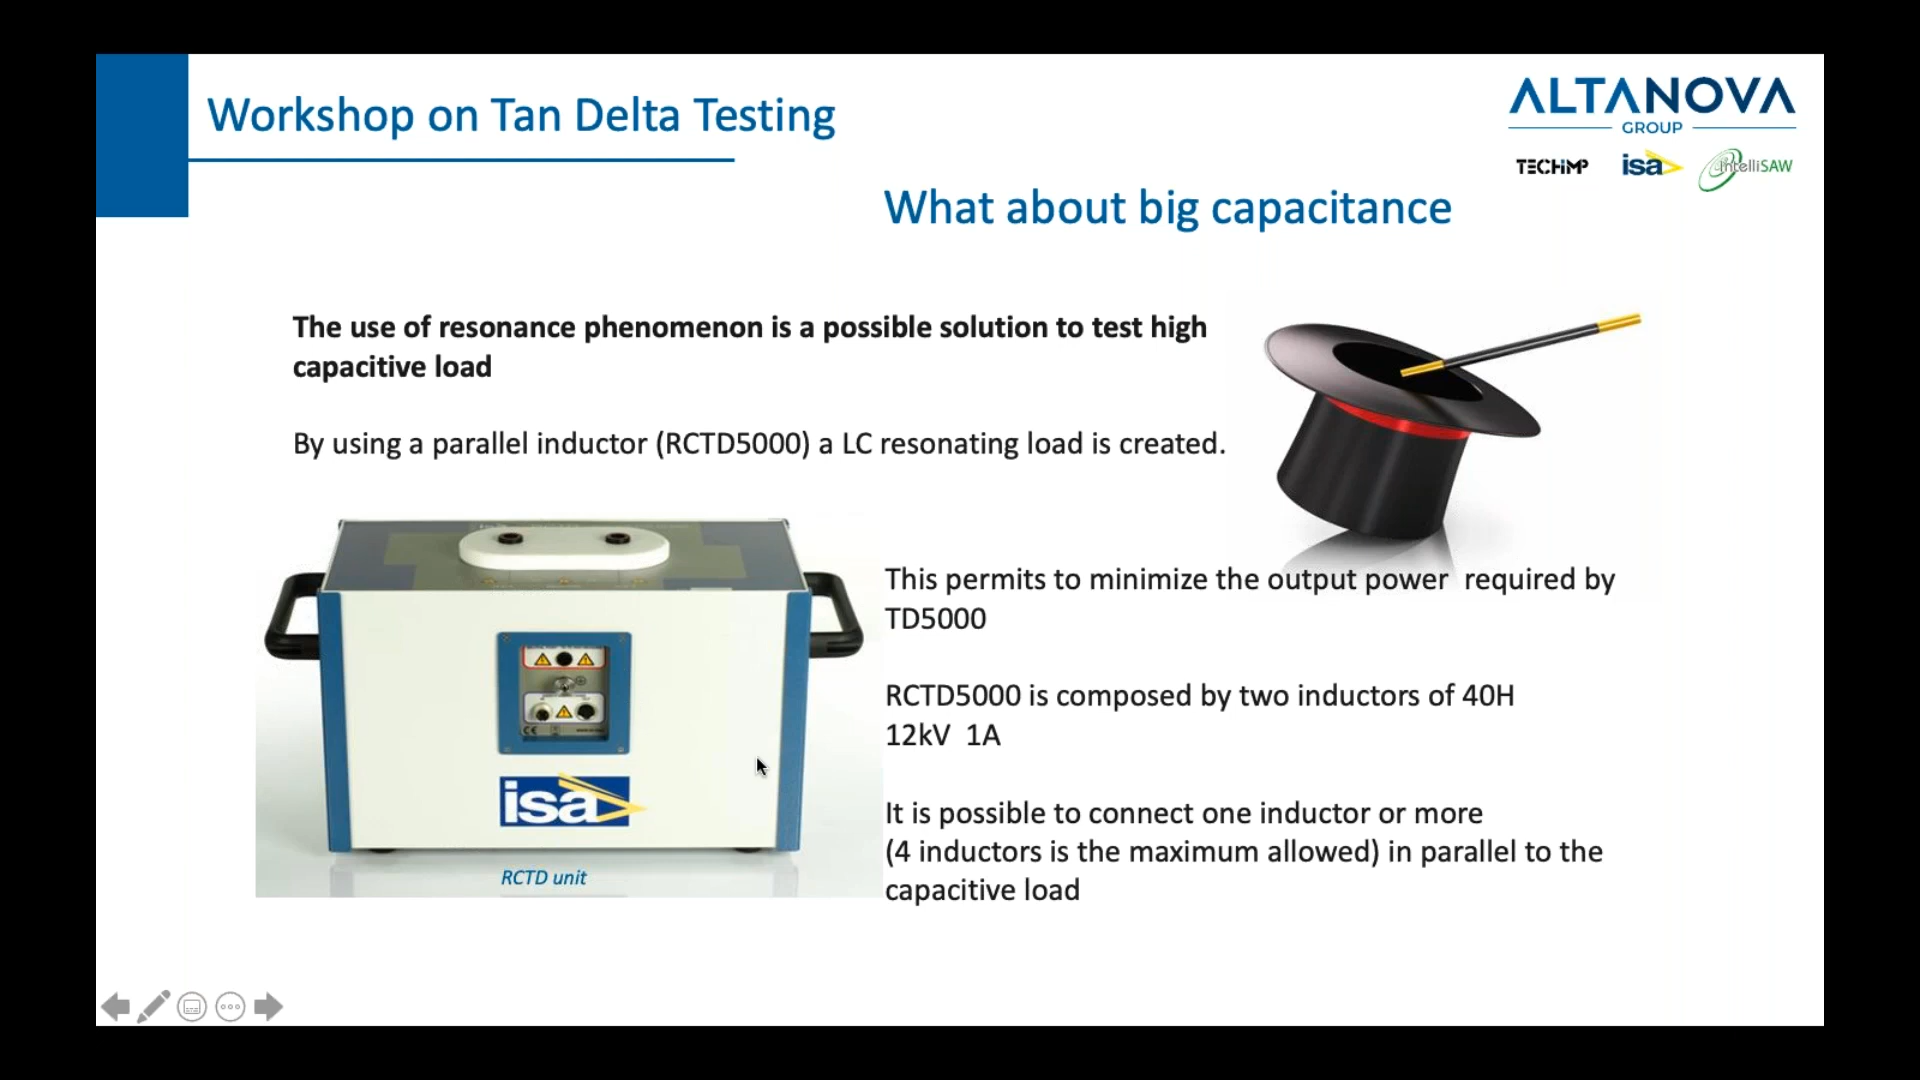 Workshop on Tan Delta Testing
ALTANOVA
GROUP
TECHIMP
isa
IntelliSAW
What about big capacitance
The use of resonance phenomenon is a possible solution to test high
capacitive load
By using a parallel inductor (RCTD5000) a LC resonating load is created.
This permits to minimize the output power required by
TD5000
RCTD5000 is composed by two inductors of 40H
12kV 1A
It is possible to connect one inductor or more
(4 inductors is the maximum allowed) in parallel to the
capacitive load
isa
RCTD unit